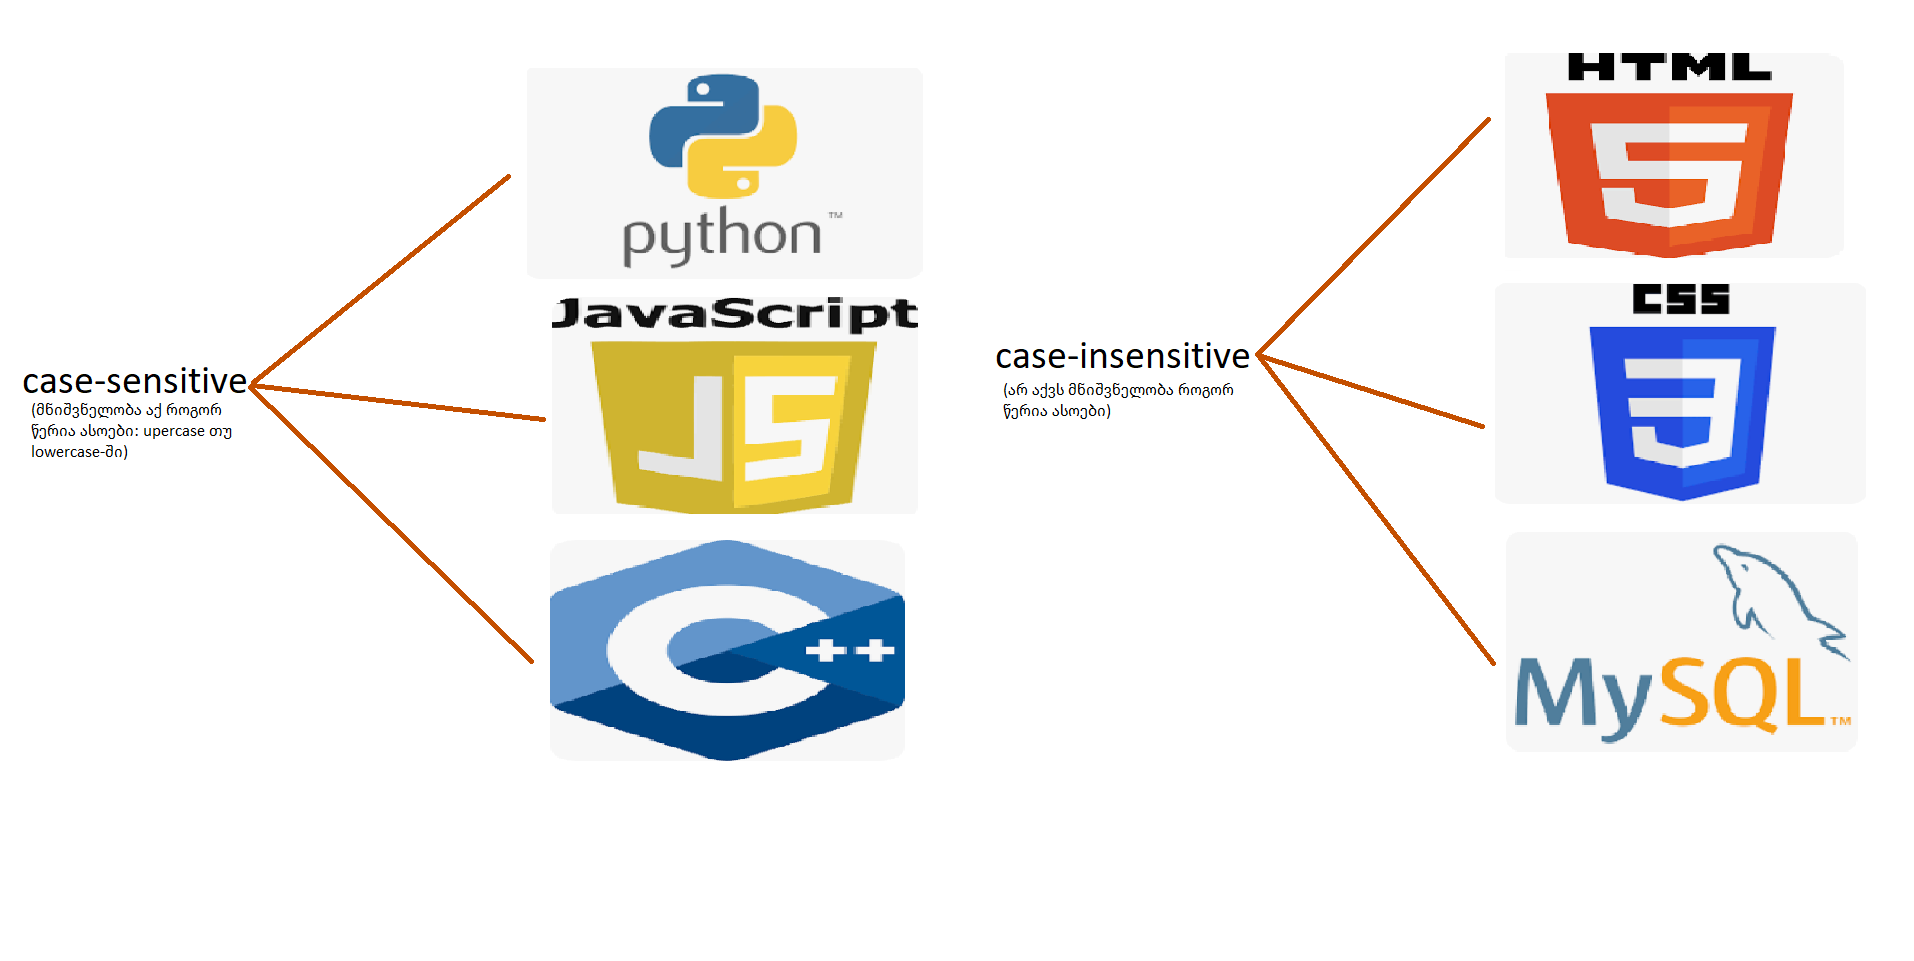 python™
JavaScript
JS
C++
case-sensitive
(მნიშვნელობა აქ როგორ
წერია ასოები: upercase თუ
lowercase-ში)
HTML
5
CSS
3
MySQL™
case-insensitive
(არ აქვს მნიშვნელობა როგორ
წერია ასოები)